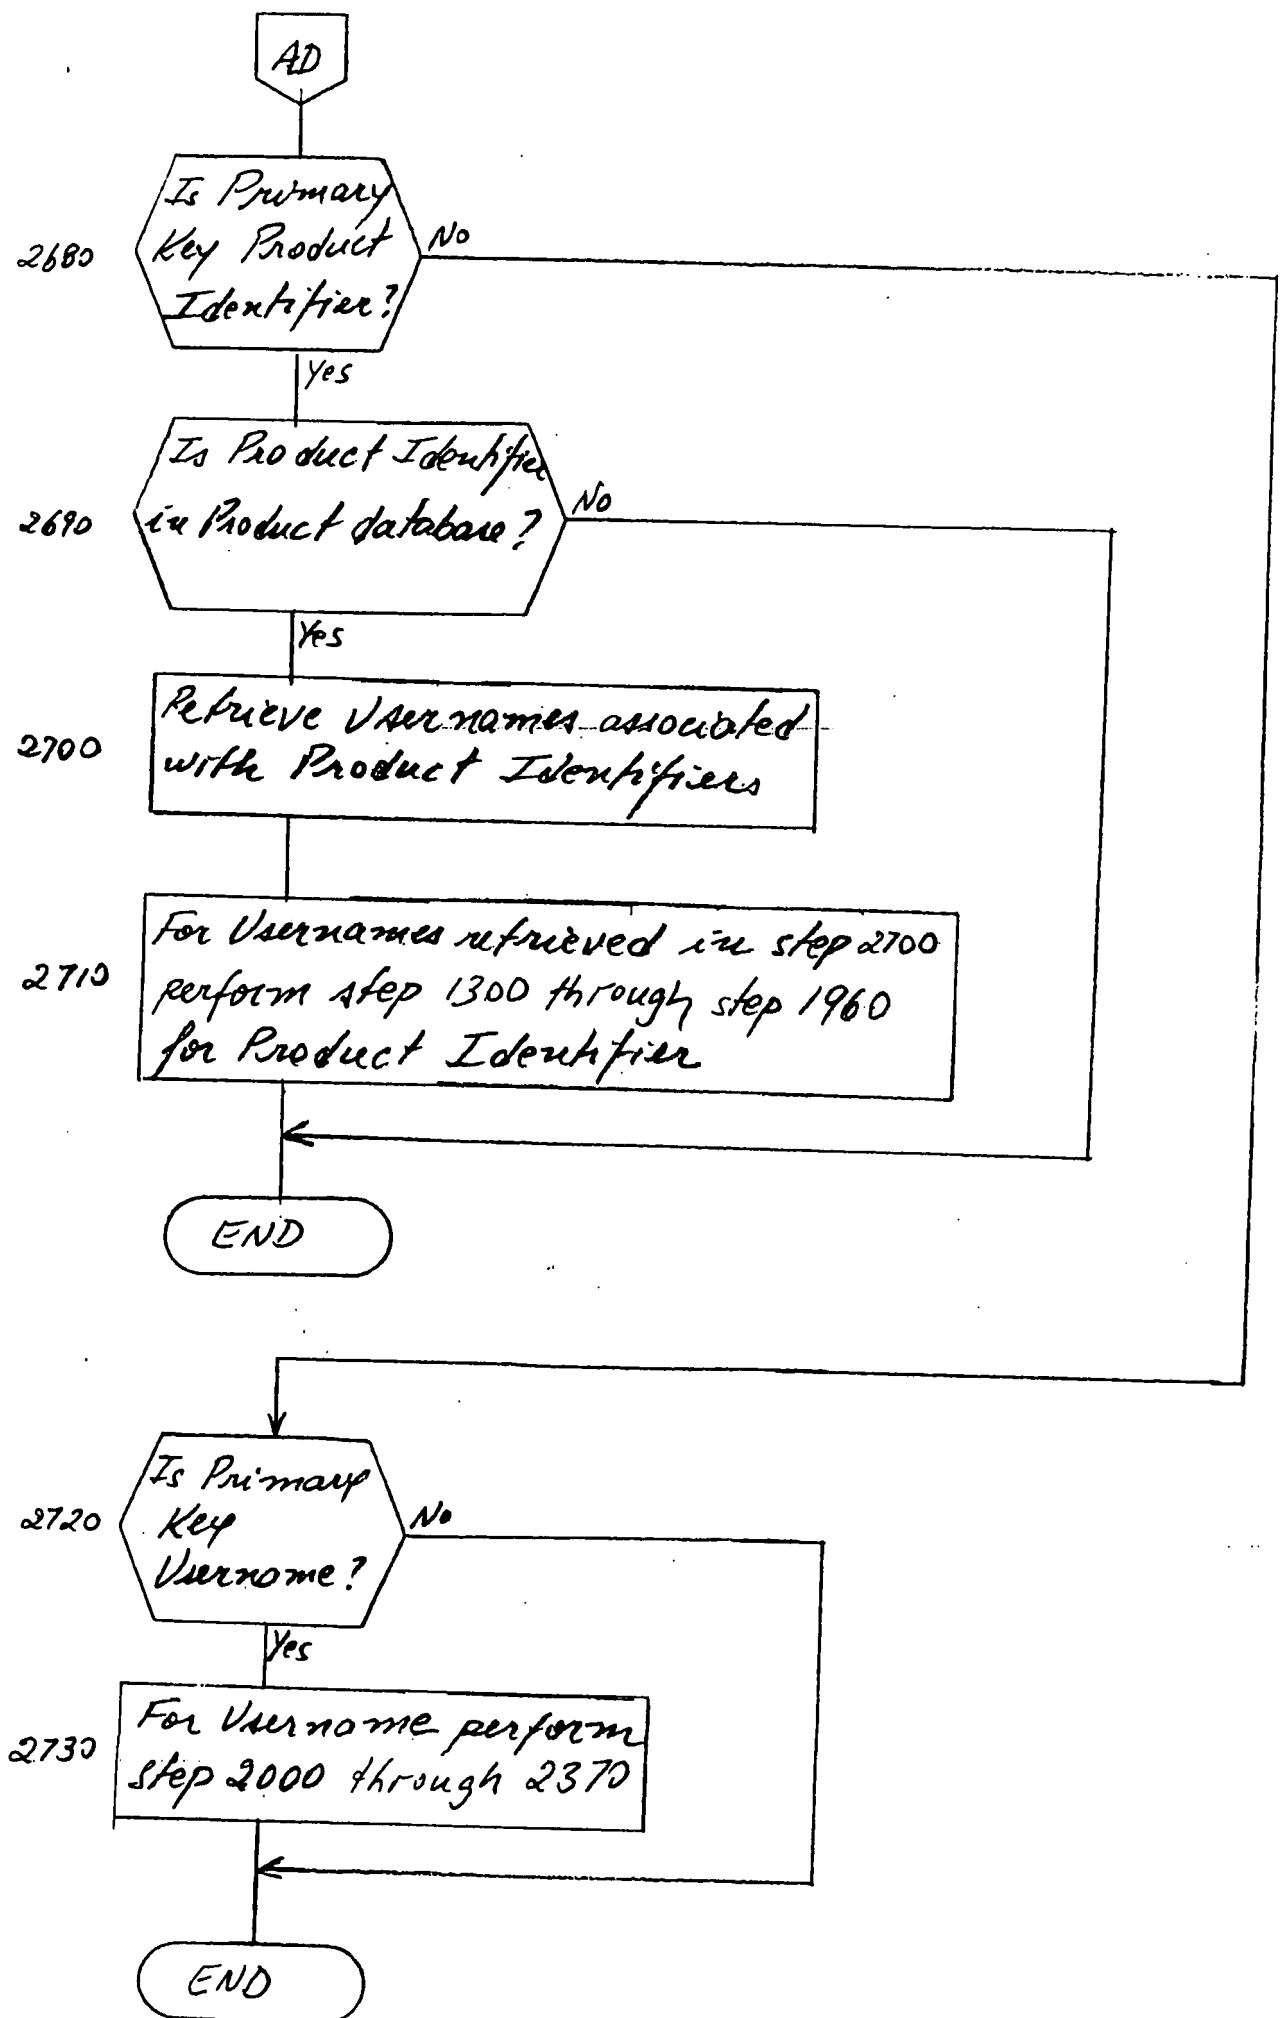 AD
Is Primary
Key Product
Identifier?
2680
No
Yes
Is Product Identifier
in Product database?
2690
No
Yes
Retrieve Usernames associated
with Product Identifiers
2700
For Usernames retrieved in step 2700
perform step 1300 through step 1960
for Product Identifier
2710
END
Is Primary
Key
Username?
2720
No
Yes
For Username perform
step 2000 through 2370
2730
END